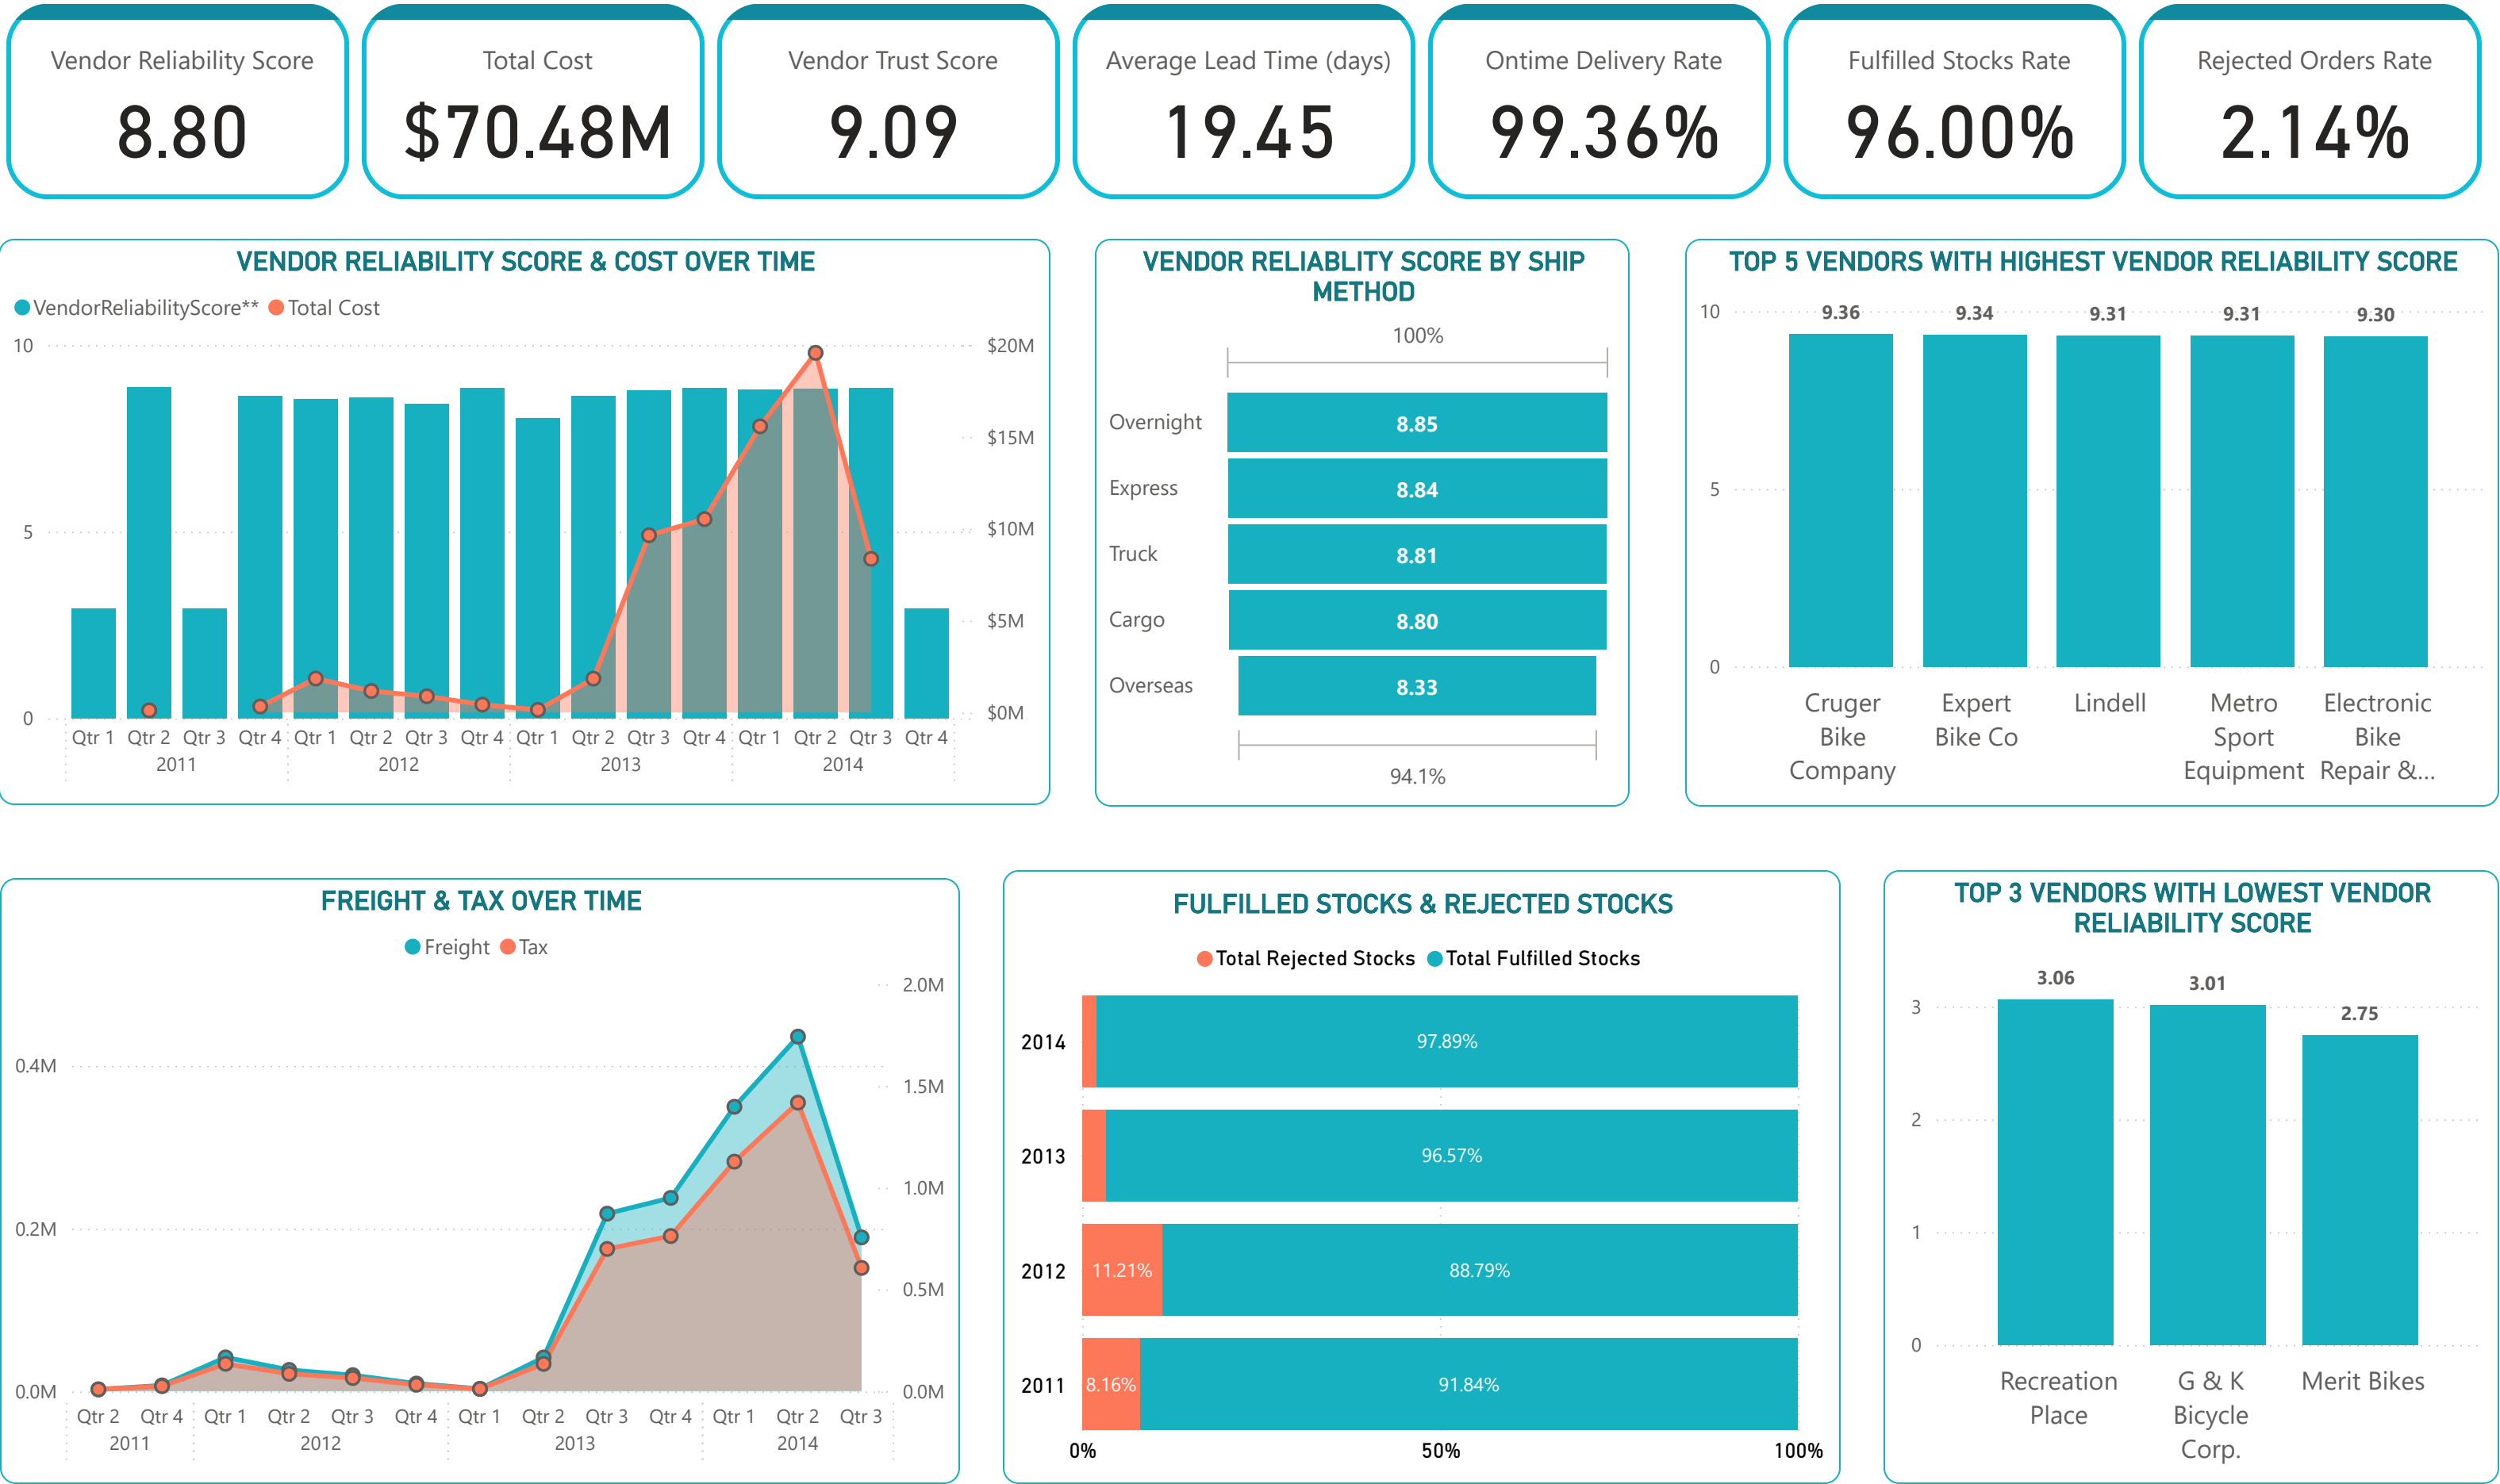 Vendor Reliability Score
8.80
Total Cost
$70.48M
Vendor Trust Score
9.09
Average Lead Time (days)
19.45
Ontime Delivery Rate
99.36%
Fulfilled Stocks Rate
96.00%
Rejected Orders Rate
2.14%
VENDOR RELIABILITY SCORE & COST OVER TIME
VendorReliabilityScore** Total Cost
10 $20M
$15M
5 $10M
$5M
0 $0M
Qtr 1 Qtr 2 Qtr 3 Qtr 4 Qtr 1 Qtr 2 Qtr 3 Qtr 4 Qtr 1 Qtr 2 Qtr 3 Qtr 4 Qtr 1 Qtr 2 Qtr 3 Qtr 4
2011 2012 2013 2014
VENDOR RELIABLITY SCORE BY SHIP
METHOD
100%
Overnight 8.85
Express 8.84
Truck 8.81
Cargo 8.80
Overseas 8.33
94.1%
TOP 5 VENDORS WITH HIGHEST VENDOR RELIABILITY SCORE
10
5
0
9.36 9.34 9.31 9.31 9.30
Cruger
Bike
Company
Expert
Bike Co
Lindell
Metro
Sport
Equipment
Electronic
Bike
Repair &...
FREIGHT & TAX OVER TIME
Freight Tax
2.0M
0.4M
1.5M
1.0M
0.2M
0.5M
0.0M 0.0M
Qtr 2 Qtr 4 Qtr 1 Qtr 2 Qtr 3 Qtr 4 Qtr 1 Qtr 2 Qtr 3 Qtr 4 Qtr 1 Qtr 2 Qtr 3
2011 2012 2013 2014
FULFILLED STOCKS & REJECTED STOCKS
Total Rejected Stocks Total Fulfilled Stocks
2014 97.89%
2013 96.57%
2012 11.21% 88.79%
2011 8.16% 91.84%
0% 50% 100%
TOP 3 VENDORS WITH LOWEST VENDOR
RELIABILITY SCORE
3.06 3.01 2.75
3
2
1
0
Recreation
Place
G & K
Bicycle
Corp.
Merit Bikes